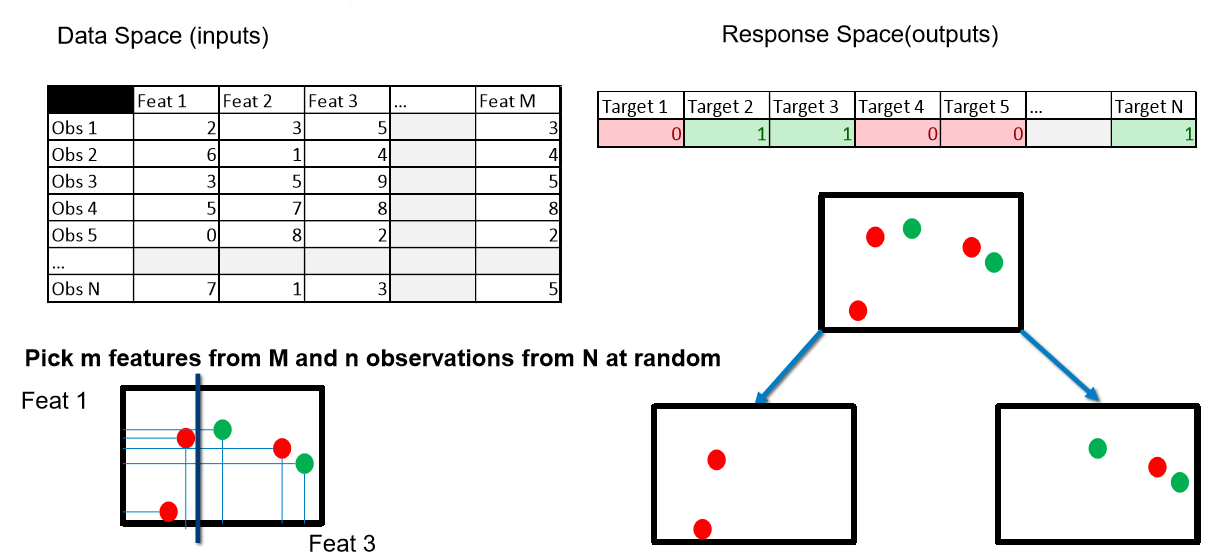 Data Space (inputs)
Response Space(outputs)
Feat 1 Feat 2 Feat 3 ... Feat M
Obs 1 2 3 5 3
Obs 2 6 1 4 4
Obs 3 3 5 9 5
Obs 4 5 7 8 8
Obs 5 0 8 2 2
...
Obs N 7 1 3 5
Target 1 Target 2 Target 3 Target 4 Target 5 ... Target N
0 1 1 0 0 1
Pick m features from M and n observations from N at random
Feat 1
Feat 3